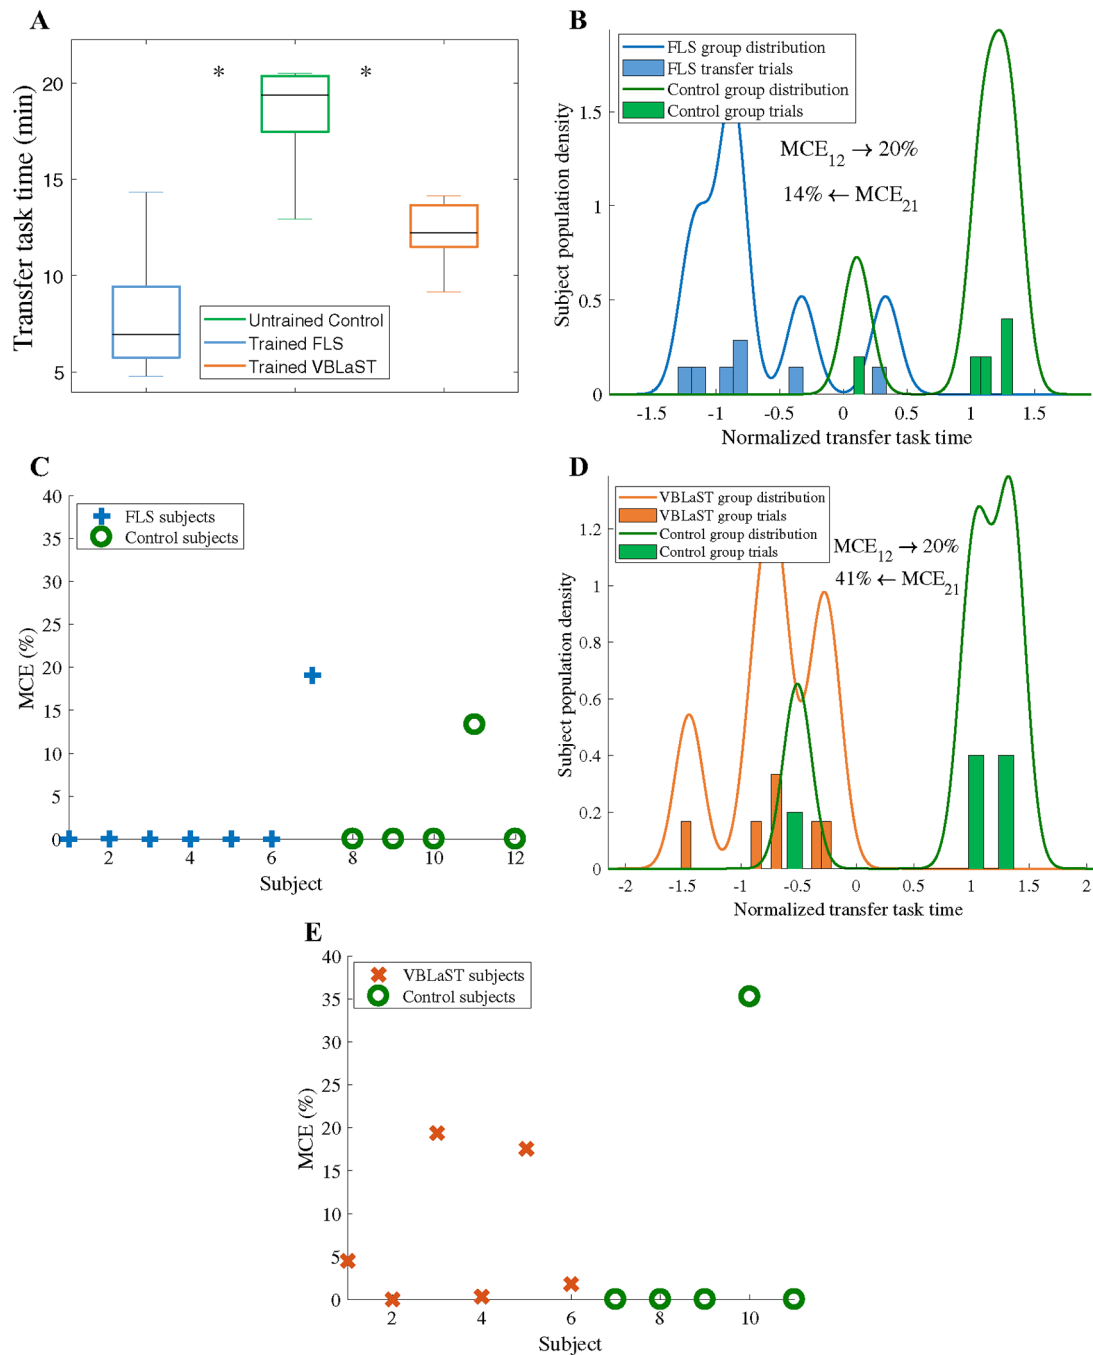 A
Transfer task time (min)
20
15
10
5
*
*
Untrained Control
Trained FLS
Trained VBLaST
B
Subject population density
1.5
1
0.5
0
FLS group distribution
FLS transfer trials
Control group distribution
Control group trials
MCE12 → 20%
14% ← MCE21
-1.5 -1 -0.5 0 0.5 1 1.5
Normalized transfer task time
C
MCE (%)
40
35
30
25
20
15
10
5
0
FLS subjects
Control subjects
2 4 6 8 10 12
Subject
D
Subject population density
1.2
1
0.8
0.6
0.4
0.2
0
VBLaST group distribution
VBLaST group trials
Control group distribution
Control group trials
MCE12 → 20%
41% ← MCE21
-2 -1.5 -1 -0.5 0 0.5 1 1.5 2
Normalized transfer task time
E
MCE (%)
40
35
30
25
20
15
10
5
0
VBLaST subjects
Control subjects
2 4 6 8 10
Subject